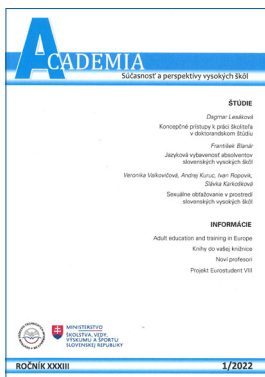 ACADEMIA
Súčasnosť a perspektívy vysokých škôl
ŠTÚDIE
Dagmar Lesáková
Koncepčné prístupy k práci školiteľa
v doktorandskom štúdiu
František Blanár
Jazyková vybavenosť absolventov
slovenských vysokých škôl
Veronika Valkovičová, Andrej Kuruc, Ivan Ropovik,
Slávka Karkošková
Sexuálne obťažovanie v prostredí
slovenských vysokých škôl
INFORMÁCIE
Adult education and training in Europe
Knihy do vašej knižnice
Noví profesori
Projekt Eurostudent VIII
MINISTERSTVO
ŠKOLSTVA, VEDY,
VÝSKUMU A ŠPORTU
SLOVENSKEJ REPUBLIKY
ROČNÍK XXXIII
1/2022